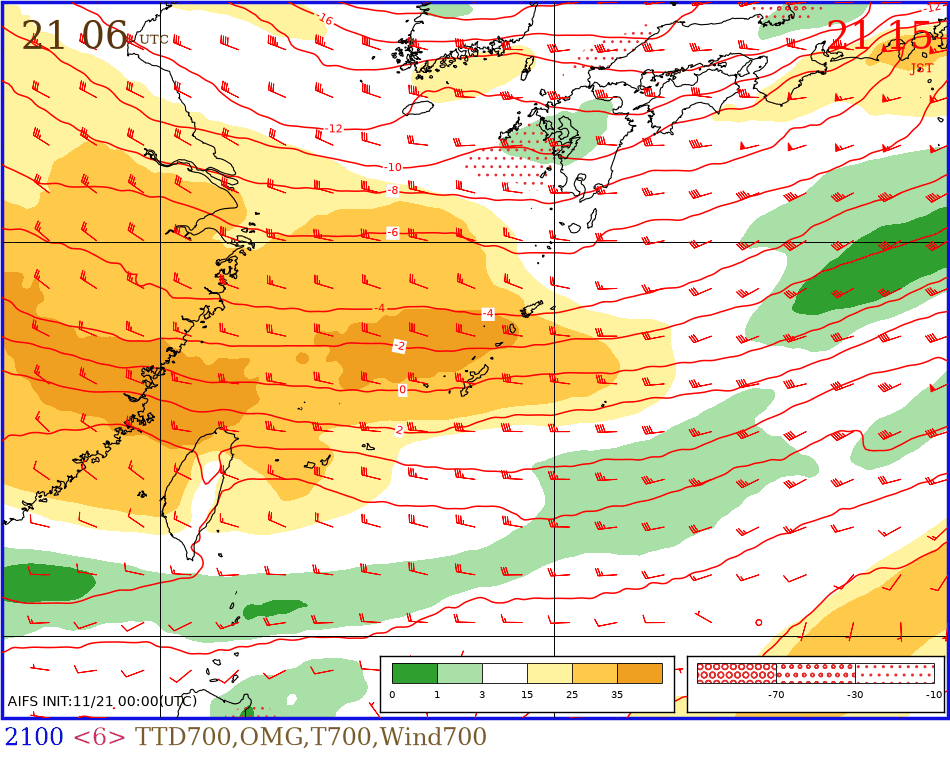 21 06 UTC
21 15
JST
-16
-12
-12
-10
-8
-6
-4
-4
-2
0
2
0 1 3 15 25 35
-70 -30 -10
AIFS INIT:11/21 00:00(UTC)
2100 <6> TTD700,OMG,T700,Wind700